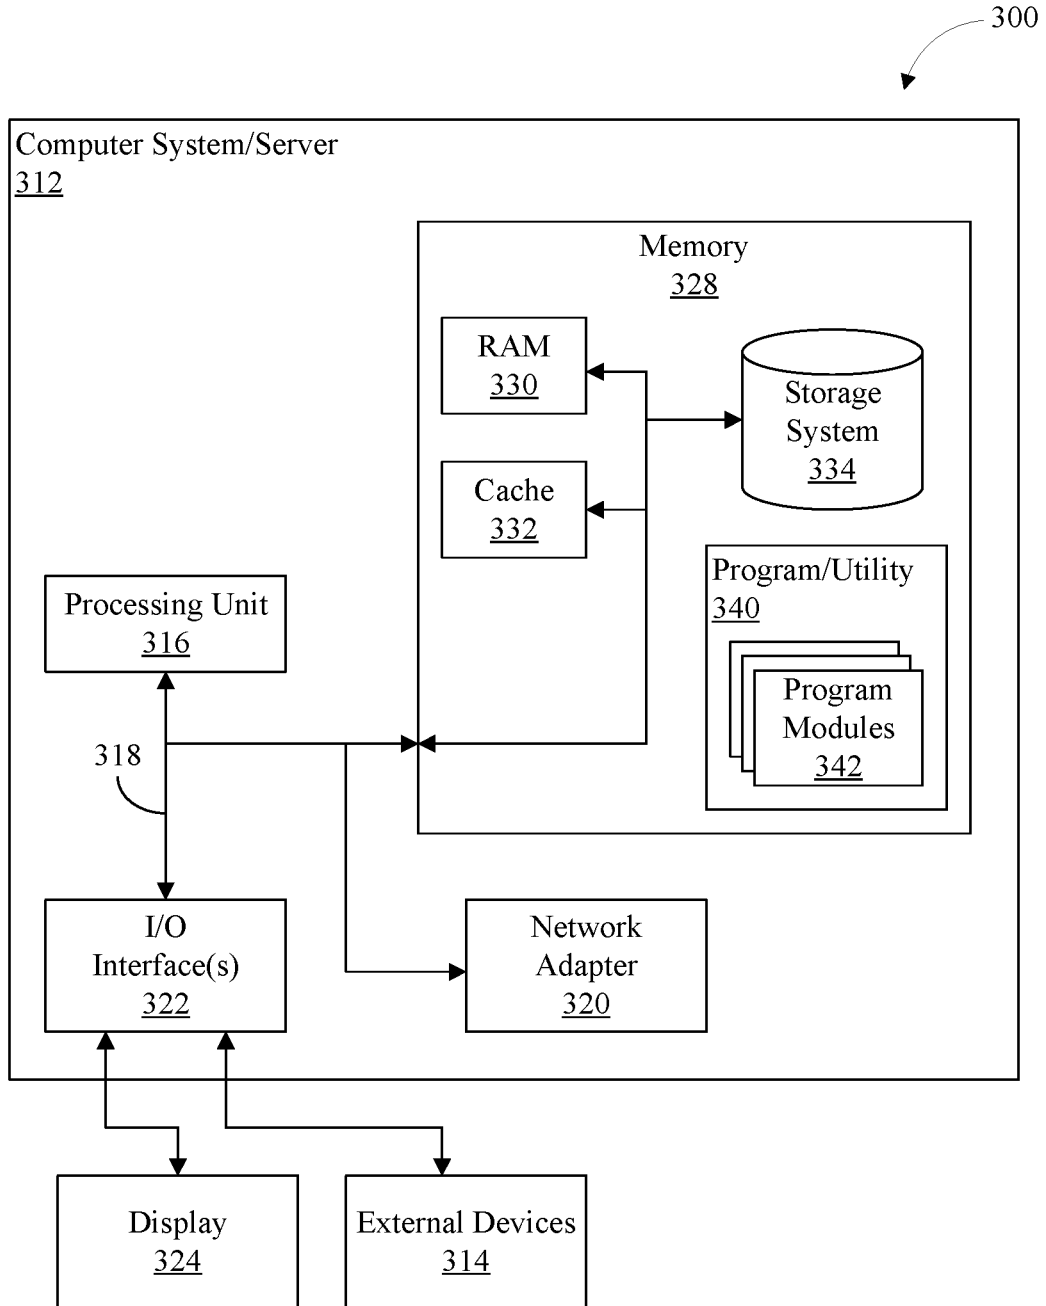 300
Computer System/Server
312
Memory
328
RAM
330
Storage
System
334
Cache
332
Program/Utility
340
Program
Modules
342
Processing Unit
316
318
I/O
Interface(s)
322
Network
Adapter
320
Display
324
External Devices
314